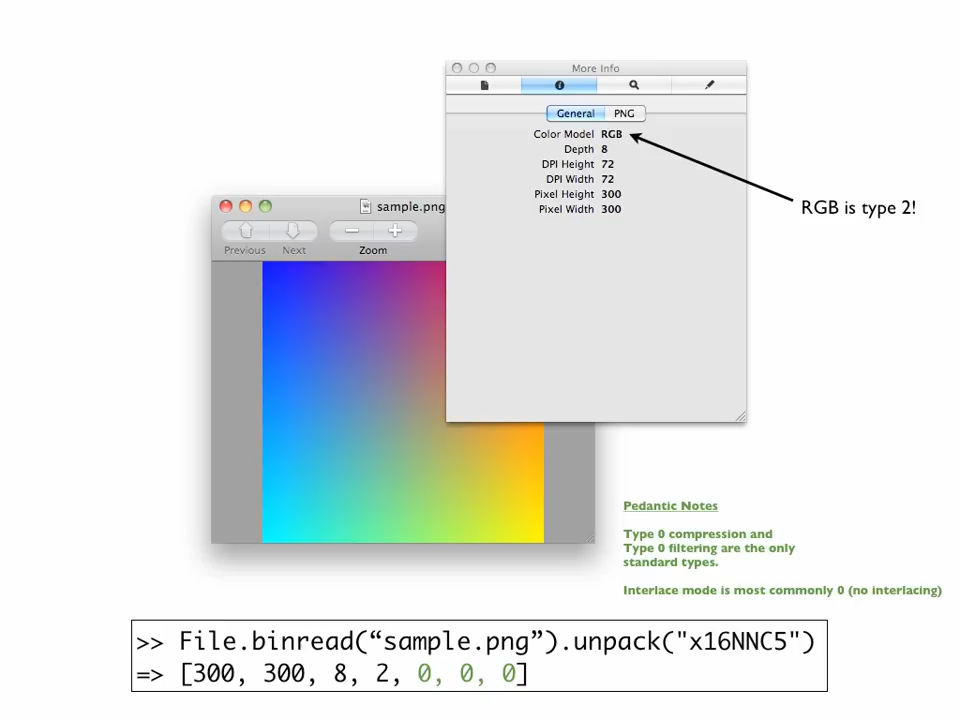 More Info
General PNG
Color Model RGB
Depth 8
DPI Height 72
DPI Width 72
Pixel Height 300
Pixel Width 300
RGB is type 2!
sample.png
Previous Next Zoom
Pedantic Notes
Type 0 compression and
Type 0 filtering are the only
standard types.
Interlace mode is most commonly 0 (no interlacing)
>> File.binread(“sample.png”).unpack("x16NNC5")
=> [300, 300, 8, 2, 0, 0, 0]